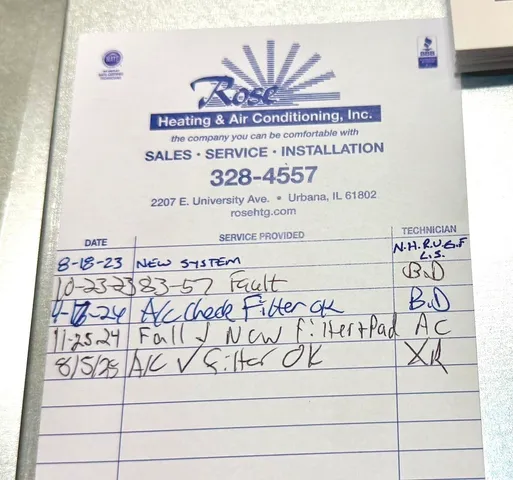 Rose
Heating & Air Conditioning, Inc.
the company you can be comfortable with
SALES • SERVICE • INSTALLATION
328-4557
2207 E. University Ave. • Urbana, IL 61802
rosehtg.com
DATE SERVICE PROVIDED TECHNICIAN
8-18-23 NEW SYSTEM N.H.R.U.G.F L.S.
10-23-23 83-57 Fault B.D
A/C Check Filter OK B.D
11-25-24 Fall ✓ New filter + Pad AC
8/5/25 A/C ✓ Filter OK XR